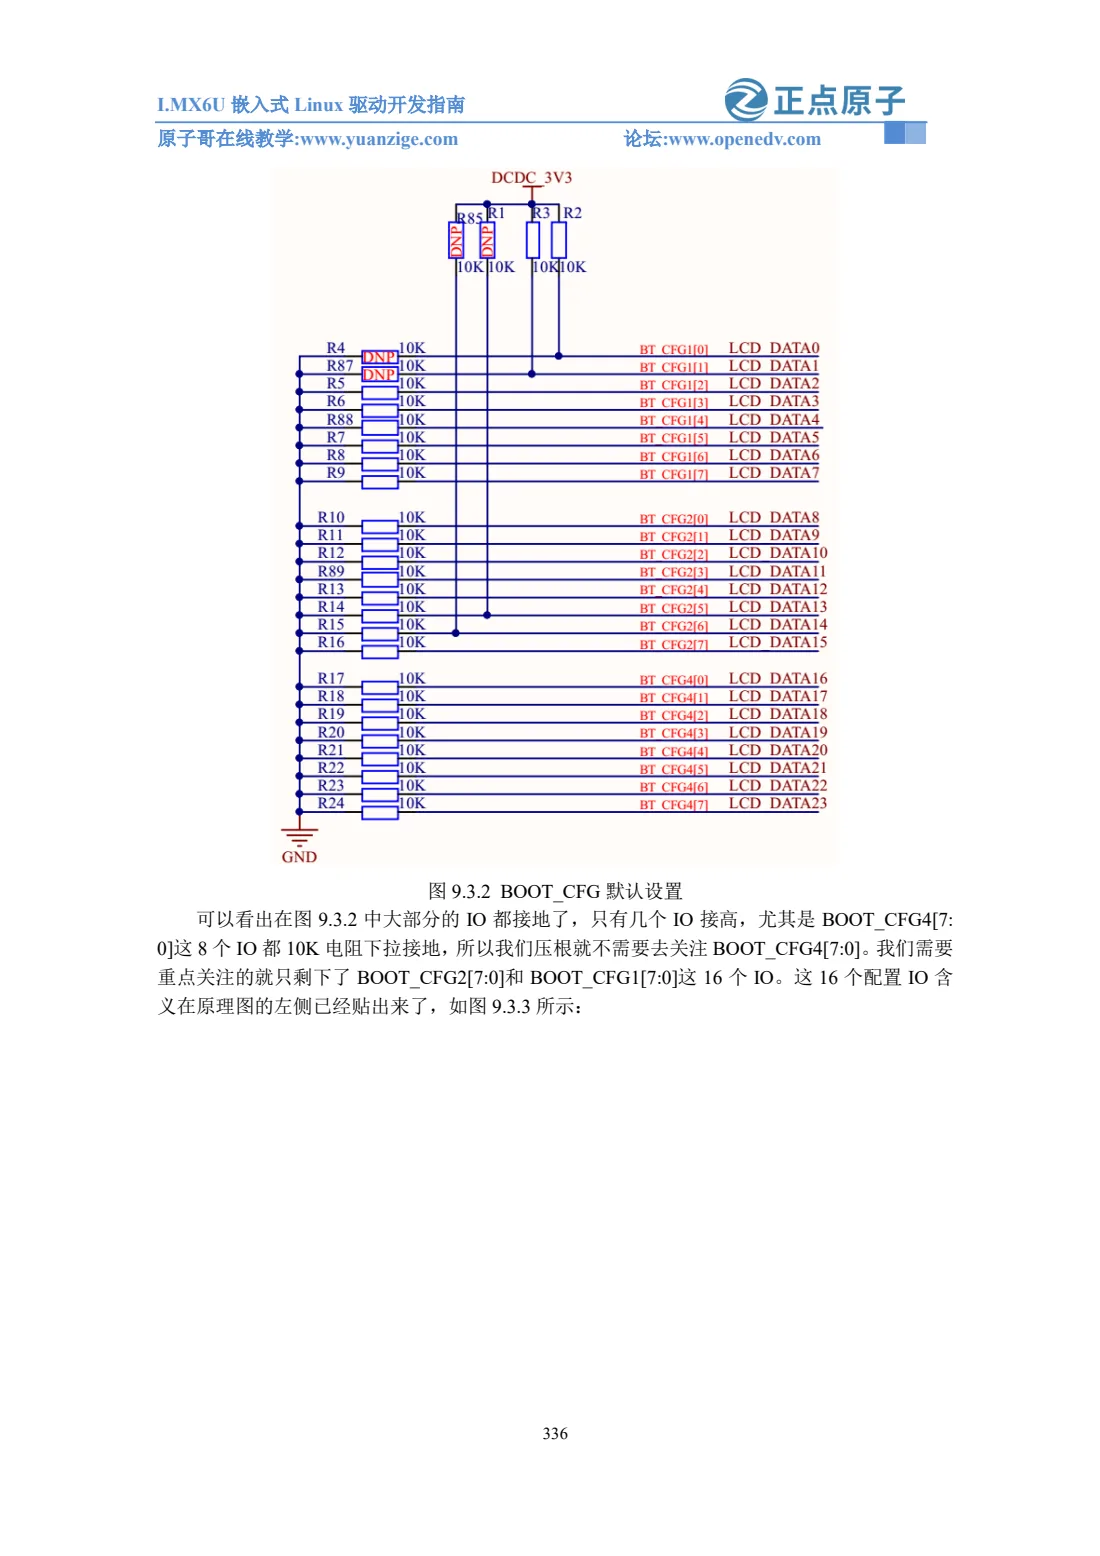 I.MX6U 嵌入式 Linux 驱动开发指南
正点原子
原子哥在线教学:www.yuanzige.com 论坛:www.openedv.com
DCDC_3V3
R85 R1 R3 R2
DNP DNP
10K 10K 10K 10K
R4 DNP 10K BT_CFG1[0] LCD_DATA0
R87 DNP 10K BT_CFG1[1] LCD_DATA1
R5 10K BT_CFG1[2] LCD_DATA2
R6 10K BT_CFG1[3] LCD_DATA3
R88 10K BT_CFG1[4] LCD_DATA4
R7 10K BT_CFG1[5] LCD_DATA5
R8 10K BT_CFG1[6] LCD_DATA6
R9 10K BT_CFG1[7] LCD_DATA7
R10 10K BT_CFG2[0] LCD_DATA8
R11 10K BT_CFG2[1] LCD_DATA9
R12 10K BT_CFG2[2] LCD_DATA10
R89 10K BT_CFG2[3] LCD_DATA11
R13 10K BT_CFG2[4] LCD_DATA12
R14 10K BT_CFG2[5] LCD_DATA13
R15 10K BT_CFG2[6] LCD_DATA14
R16 10K BT_CFG2[7] LCD_DATA15
R17 10K BT_CFG4[0] LCD_DATA16
R18 10K BT_CFG4[1] LCD_DATA17
R19 10K BT_CFG4[2] LCD_DATA18
R20 10K BT_CFG4[3] LCD_DATA19
R21 10K BT_CFG4[4] LCD_DATA20
R22 10K BT_CFG4[5] LCD_DATA21
R23 10K BT_CFG4[6] LCD_DATA22
R24 10K BT_CFG4[7] LCD_DATA23
GND
图 9.3.2 BOOT_CFG 默认设置
可以看出在图 9.3.2 中大部分的 IO 都接地了，只有几个 IO 接高，尤其是 BOOT_CFG4[7:
0]这 8 个 IO 都 10K 电阻下拉接地，所以我们压根就不需要去关注 BOOT_CFG4[7:0]。我们需要
重点关注的就只剩下了 BOOT_CFG2[7:0]和 BOOT_CFG1[7:0]这 16 个 IO。这 16 个配置 IO 含
义在原理图的左侧已经贴出来了，如图 9.3.3 所示：
336